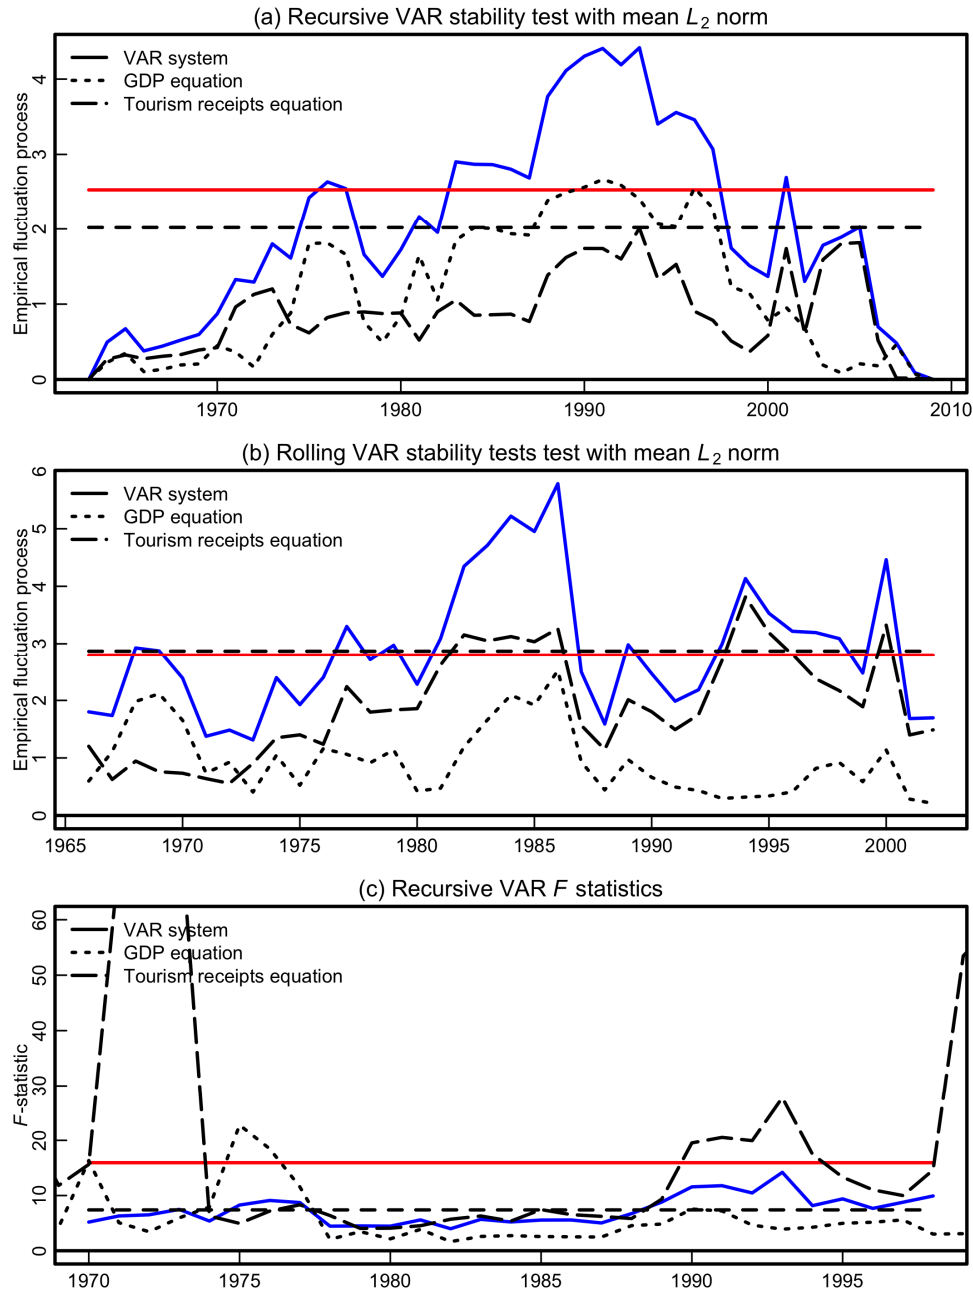 (a) Recursive VAR stability test with mean L2 norm
Empirical fluctuation process
VAR system
GDP equation
Tourism receipts equation
4
3
2
1
0
1970 1980 1990 2000 2010
(b) Rolling VAR stability tests test with mean L2 norm
Empirical fluctuation process
VAR system
GDP equation
Tourism receipts equation
6
5
4
3
2
1
0
1965 1970 1975 1980 1985 1990 1995 2000
(c) Recursive VAR F statistics
F-statistic
VAR system
GDP equation
Tourism receipts equation
60
50
40
30
20
10
0
1970 1975 1980 1985 1990 1995